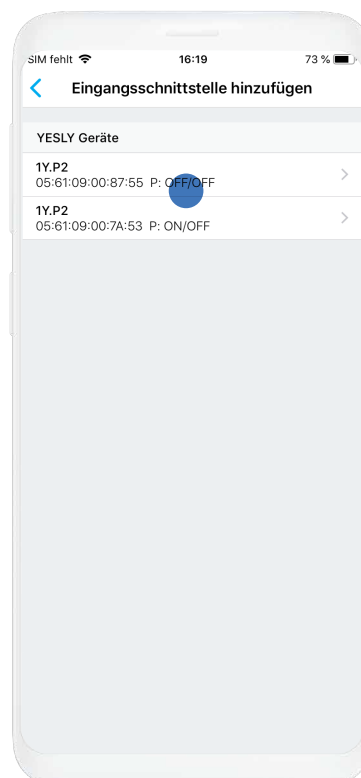 SIM fehlt 16:19 73 %
Eingangsschnittstelle hinzufügen
YESLY Geräte
1Y.P2
05:61:09:00:87:55 P: OFF/OFF
1Y.P2
05:61:09:00:7A:53 P: ON/OFF